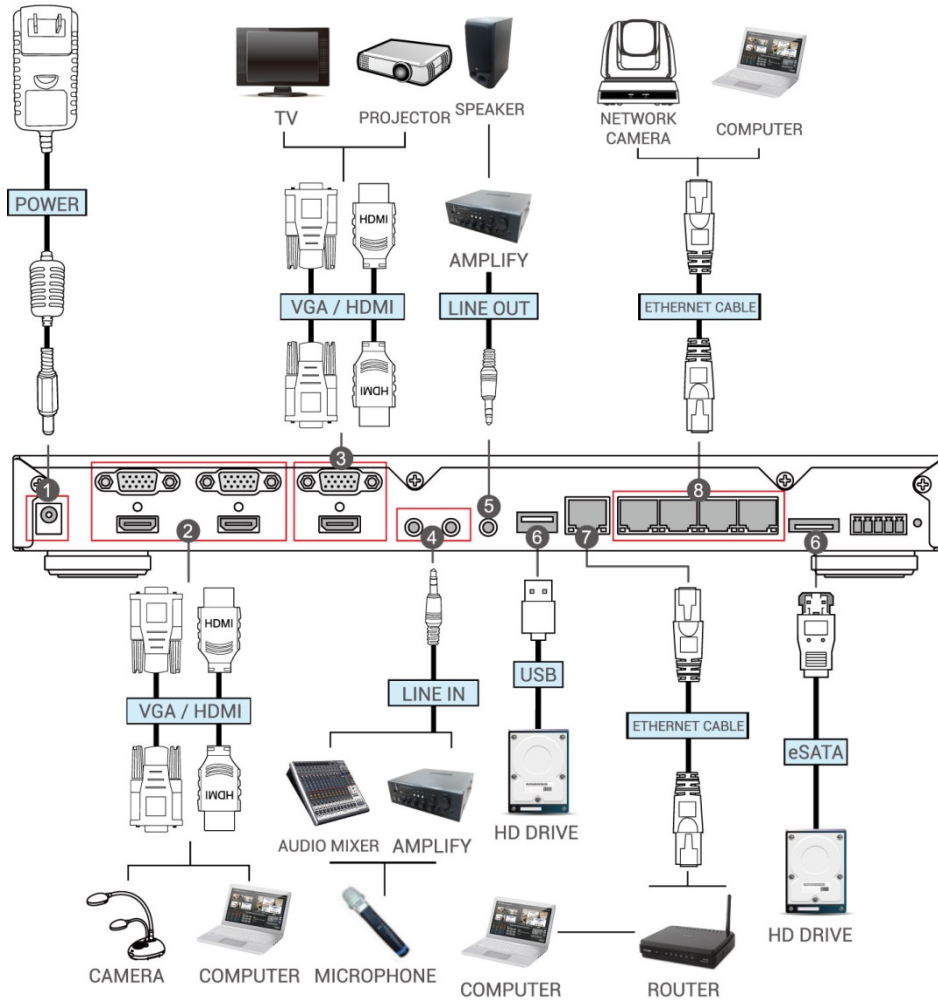 TV
PROJECTOR
SPEAKER
NETWORK
CAMERA
COMPUTER
POWER
HDMI
AMPLIFY
VGA / HDMI
LINE OUT
ETHERNET CABLE
HDMI
1
2
3
4
5
6
7
8
6
HDMI
VGA / HDMI
LINE IN
USB
ETHERNET CABLE
eSATA
HDMI
AUDIO MIXER
AMPLIFY
HD DRIVE
HD DRIVE
CAMERA
COMPUTER
MICROPHONE
COMPUTER
ROUTER